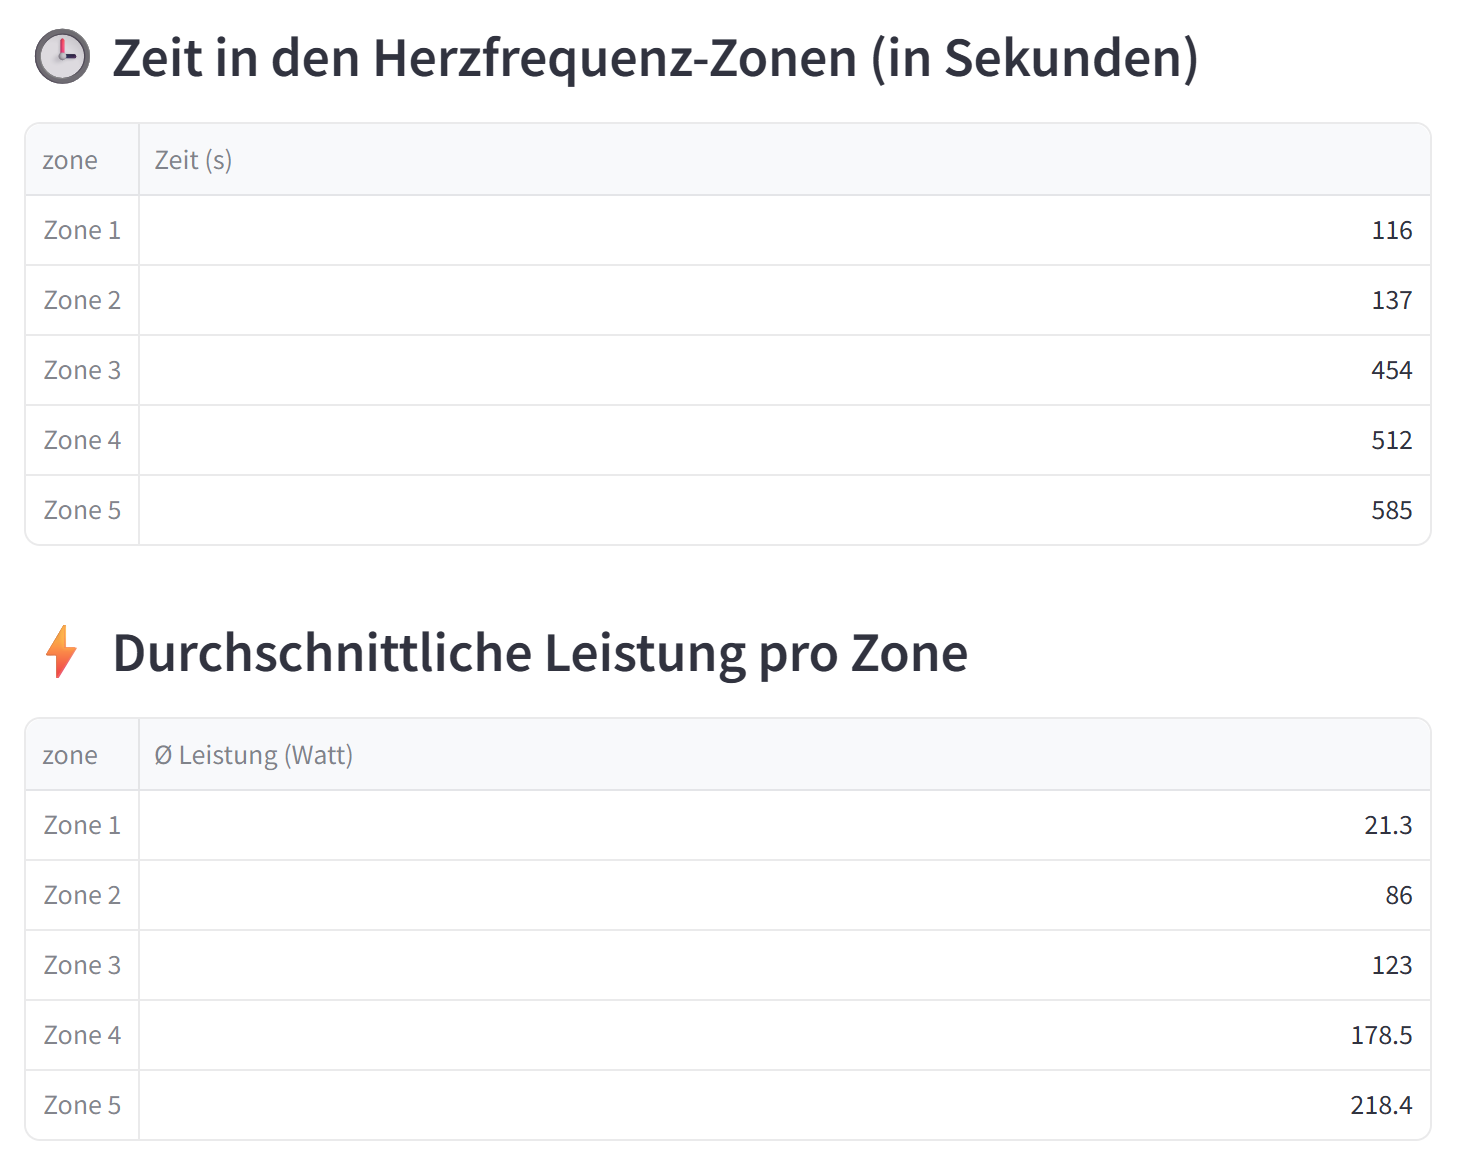 Zeit in den Herzfrequenz-Zonen (in Sekunden)
zone Zeit (s)
Zone 1 116
Zone 2 137
Zone 3 454
Zone 4 512
Zone 5 585
Durchschnittliche Leistung pro Zone
zone Ø Leistung (Watt)
Zone 1 21.3
Zone 2 86
Zone 3 123
Zone 4 178.5
Zone 5 218.4